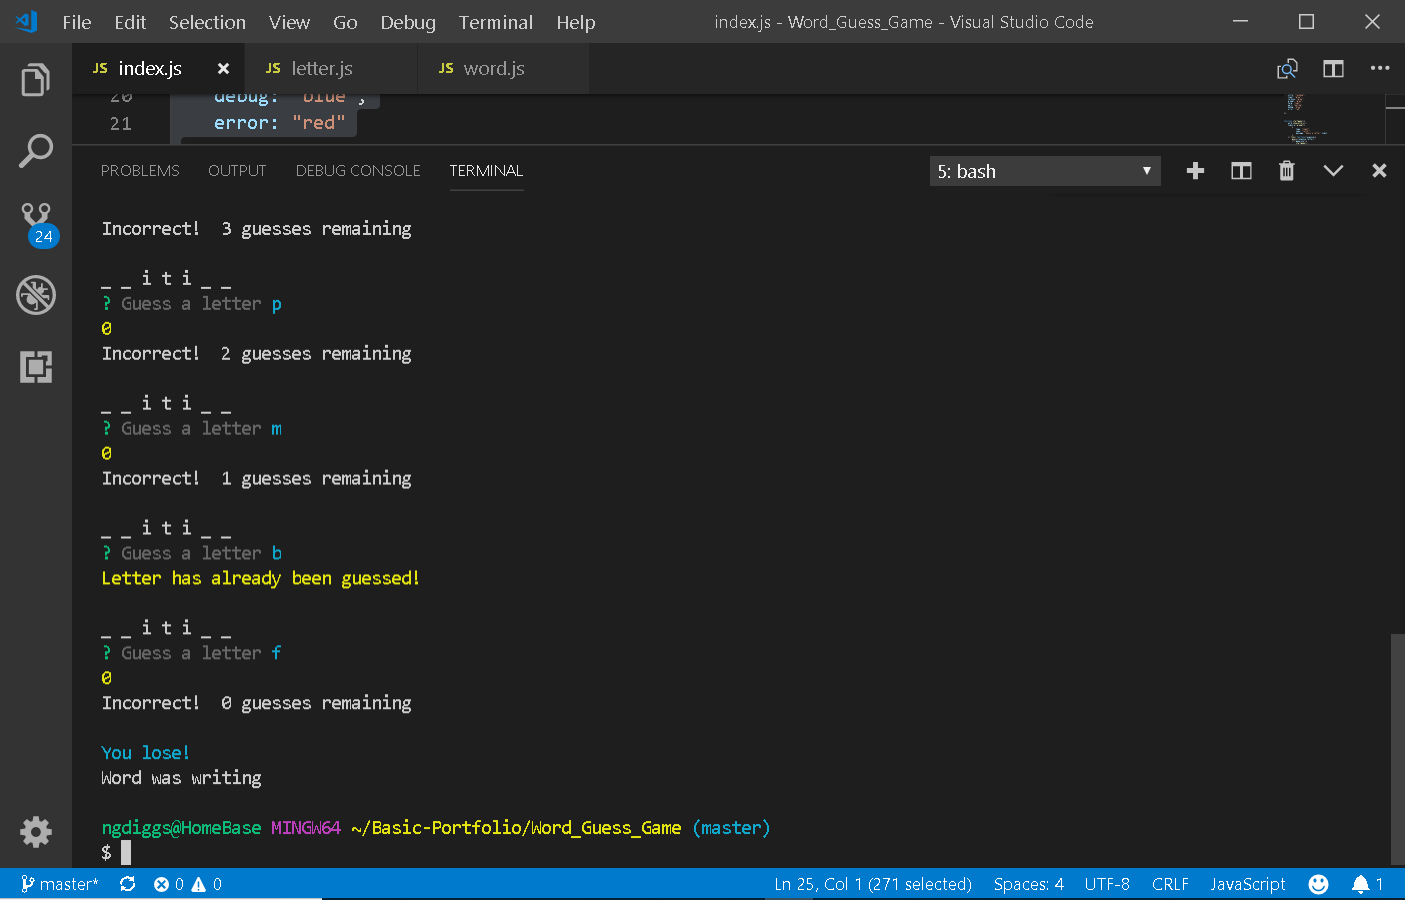 File Edit Selection View Go Debug Terminal Help index.js - Word_Guess_Game - Visual Studio Code
JS index.js JS letter.js JS word.js
20 debug: "blue",
21 error: "red"
24
PROBLEMS OUTPUT DEBUG CONSOLE TERMINAL 5: bash
Incorrect!  3 guesses remaining
_ _ i t i _ _
? Guess a letter p
0
Incorrect!  2 guesses remaining
_ _ i t i _ _
? Guess a letter m
0
Incorrect!  1 guesses remaining
_ _ i t i _ _
? Guess a letter b
Letter has already been guessed!
_ _ i t i _ _
? Guess a letter f
0
Incorrect!  0 guesses remaining
You lose!
Word was writing
ngdiggs@HomeBase MINGW64 ~/Basic-Portfolio/Word_Guess_Game (master)
$
master* 0 0 Ln 25, Col 1 (271 selected) Spaces: 4 UTF-8 CRLF JavaScript 1